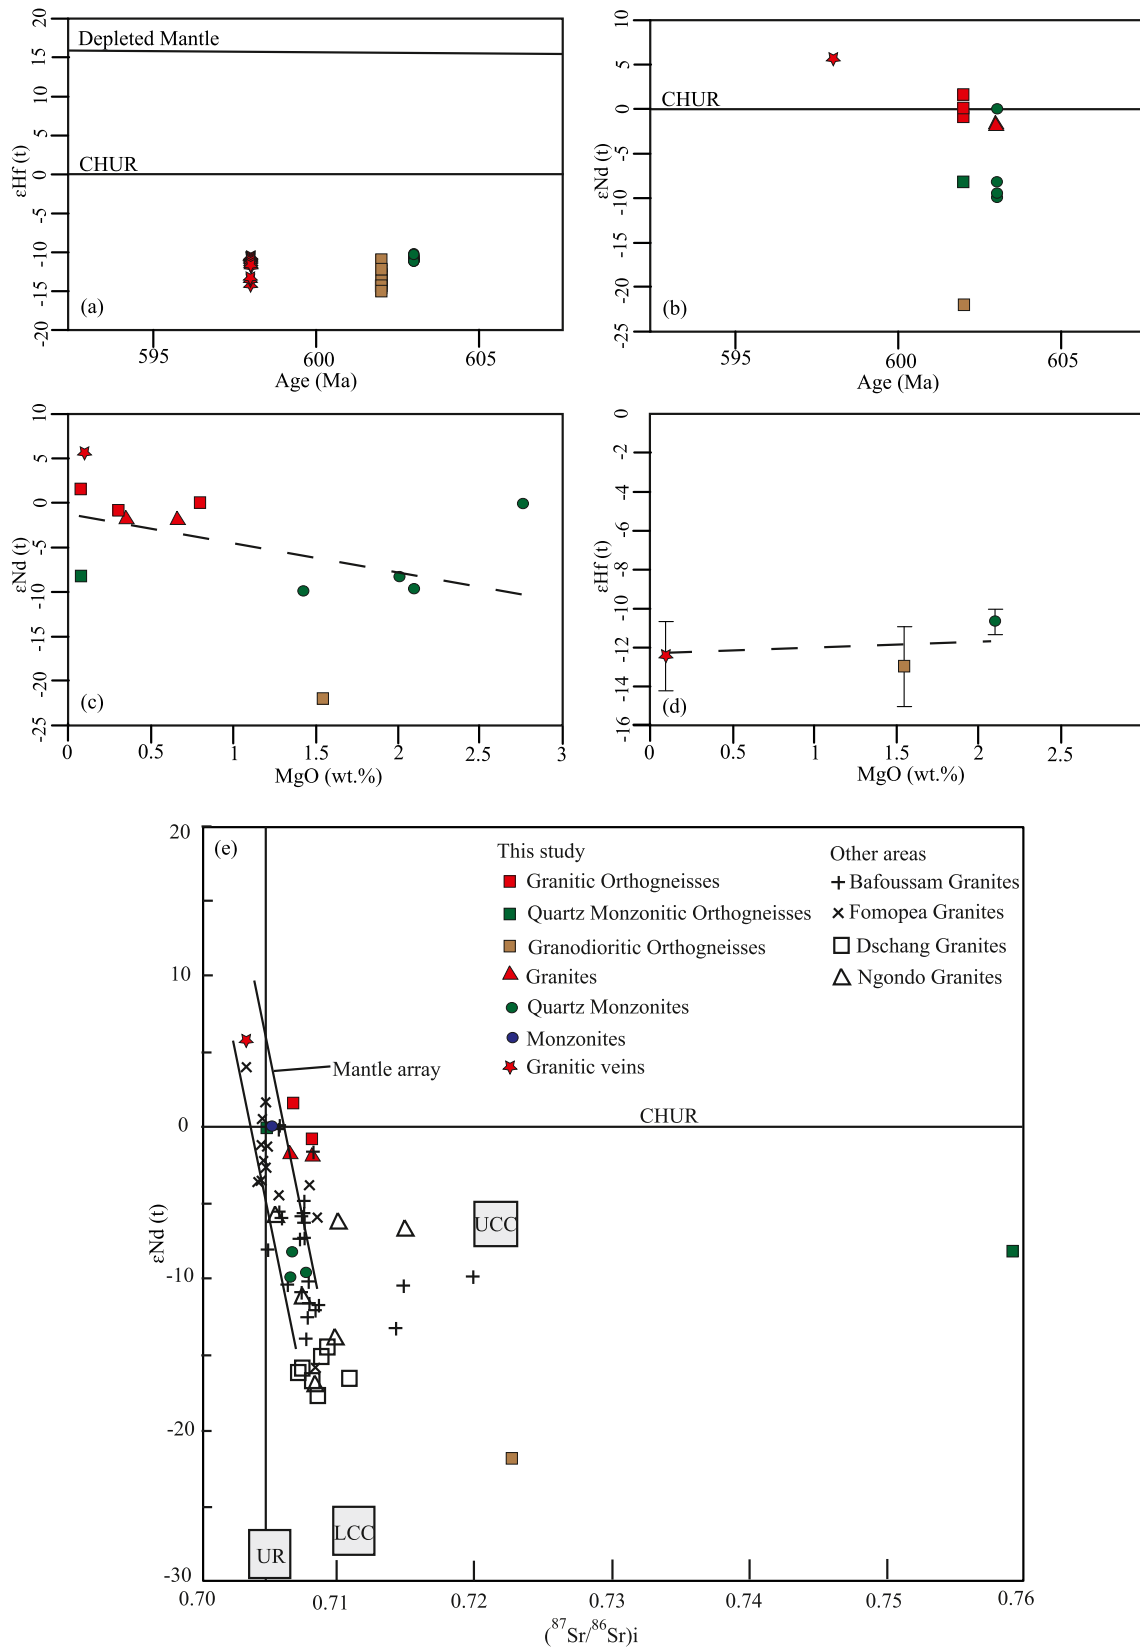 20
15
10
5
0
-5
-10
-15
-20
εHf (t)
Depleted Mantle
CHUR
(a)
595
600
605
Age (Ma)
10
5
0
-5
-10
-15
-20
-25
εNd (t)
CHUR
(b)
595
600
605
Age (Ma)
10
5
0
-5
-10
-15
-20
-25
εNd (t)
(c)
0
0.5
1
1.5
2
2.5
3
MgO (wt.%)
0
-2
-4
-6
-8
-10
-12
-14
-16
εHf (t)
(d)
0
0.5
1
1.5
2
2.5
MgO (wt.%)
20
10
0
-10
-20
-30
εNd (t)
(e)
This study
Granitic Orthogneisses
Quartz Monzonitic Orthogneisses
Granodioritic Orthogneisses
Granites
Quartz Monzonites
Monzonites
Granitic veins
Other areas
Bafoussam Granites
Fomopea Granites
Dschang Granites
Ngondo Granites
Mantle array
CHUR
UCC
LCC
UR
0.70
0.71
0.72
0.73
0.74
0.75
0.76
(87Sr/86Sr)i